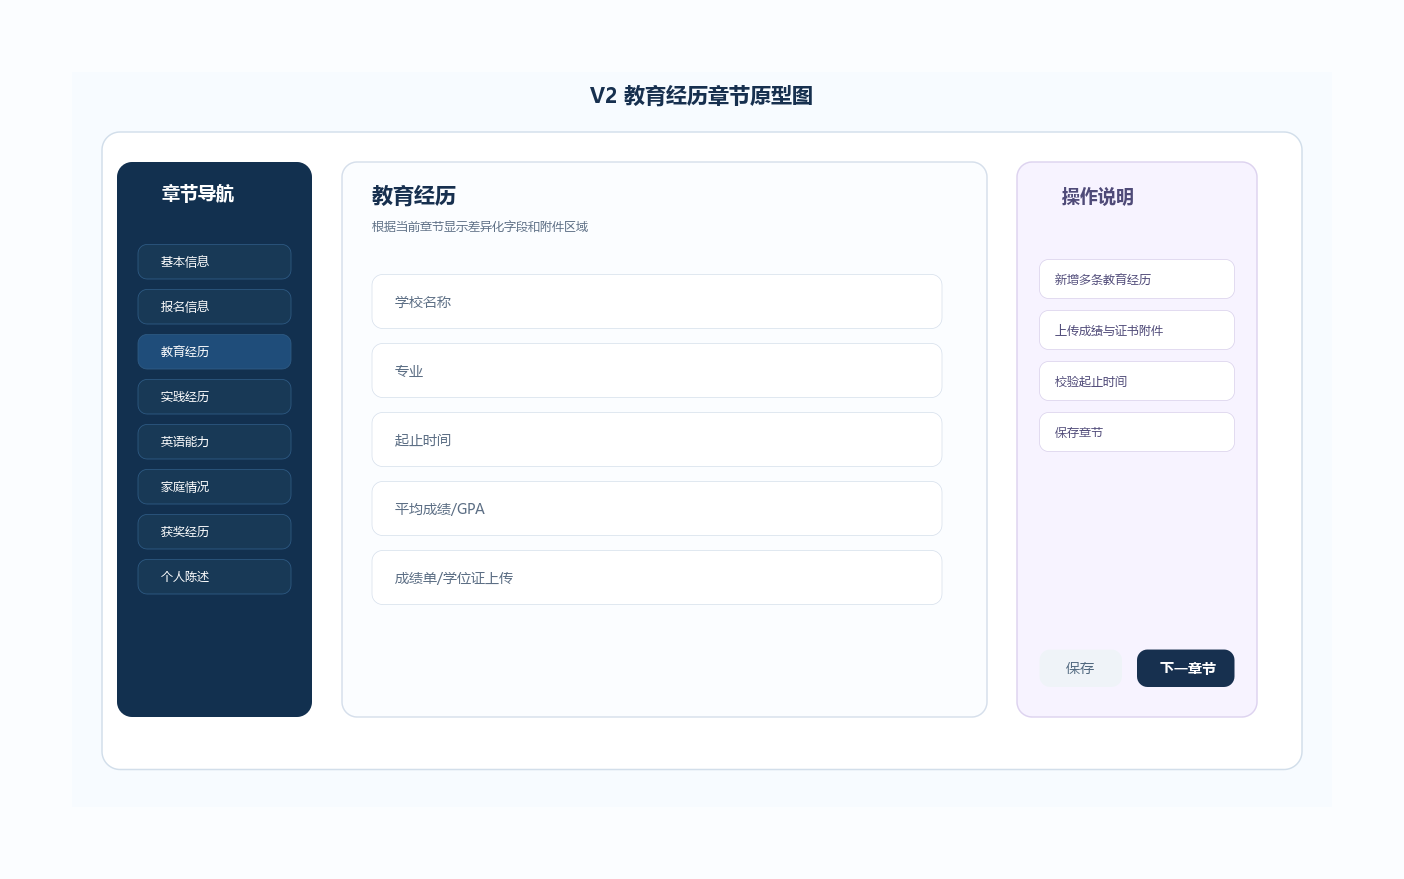 V2 教育经历章节原型图
章节导航
基本信息
报名信息
教育经历
实践经历
英语能力
家庭情况
获奖经历
个人陈述
教育经历
根据当前章节显示差异化字段和附件区域
学校名称
专业
起止时间
平均成绩/GPA
成绩单/学位证上传
操作说明
新增多条教育经历
上传成绩与证书附件
校验起止时间
保存章节
保存
下一章节